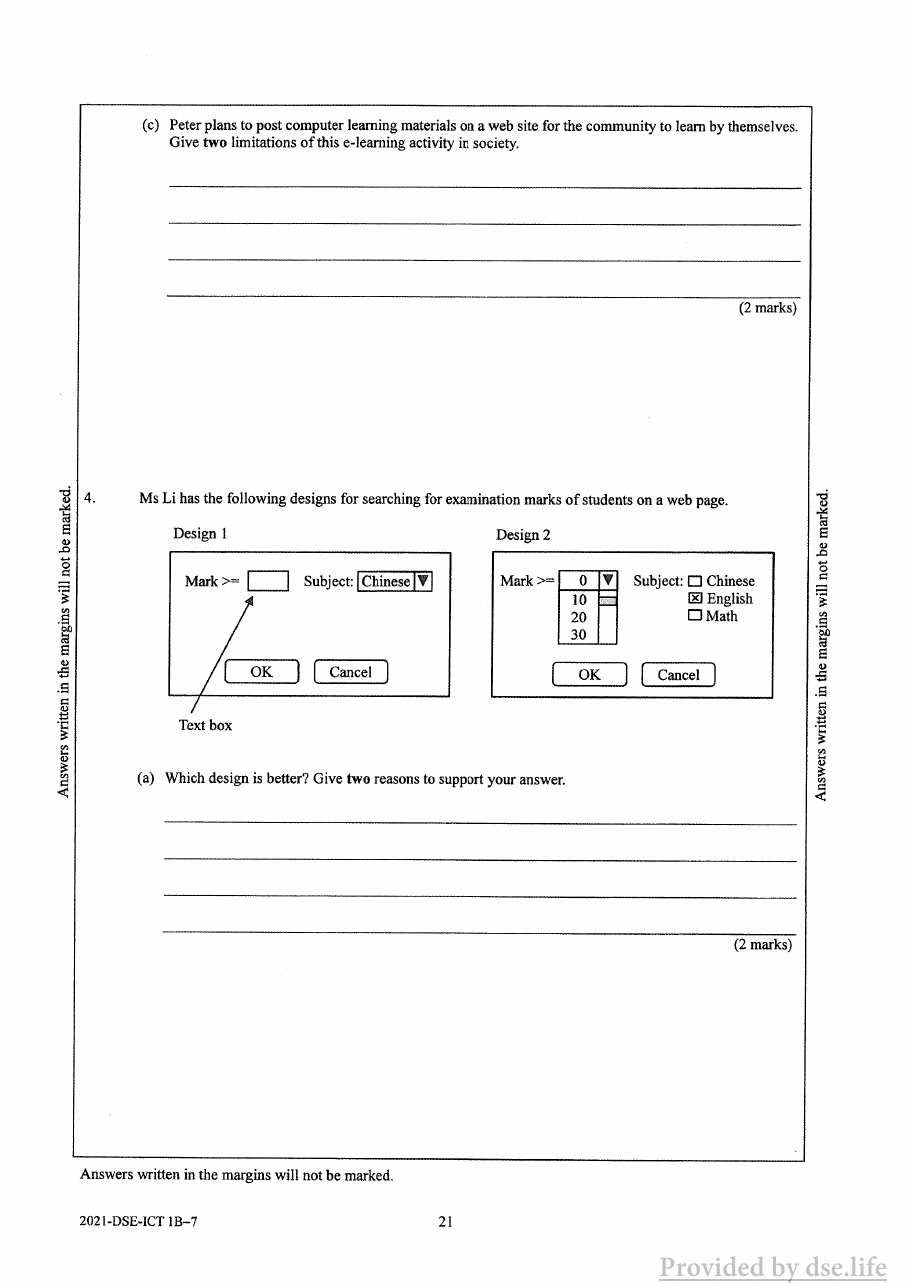 (c) Peter plans to post computer learning materials on a web site for the community to learn by themselves.
Give two limitations of this e-learning activity in society.
(2 marks)
Answers written in the margins will not be marked.
4. Ms Li has the following designs for searching for examination marks of students on a web page.
Design 1
Mark >= Subject: Chinese
OK Cancel
Text box
Design 2
Mark >= 0 Subject: Chinese
10 English
20 Math
30
OK Cancel
(a) Which design is better? Give two reasons to support your answer.
(2 marks)
Answers written in the margins will not be marked.
Answers written in the margins will not be marked.
2021-DSE-ICT 1B–7
21
Provided by dse.life